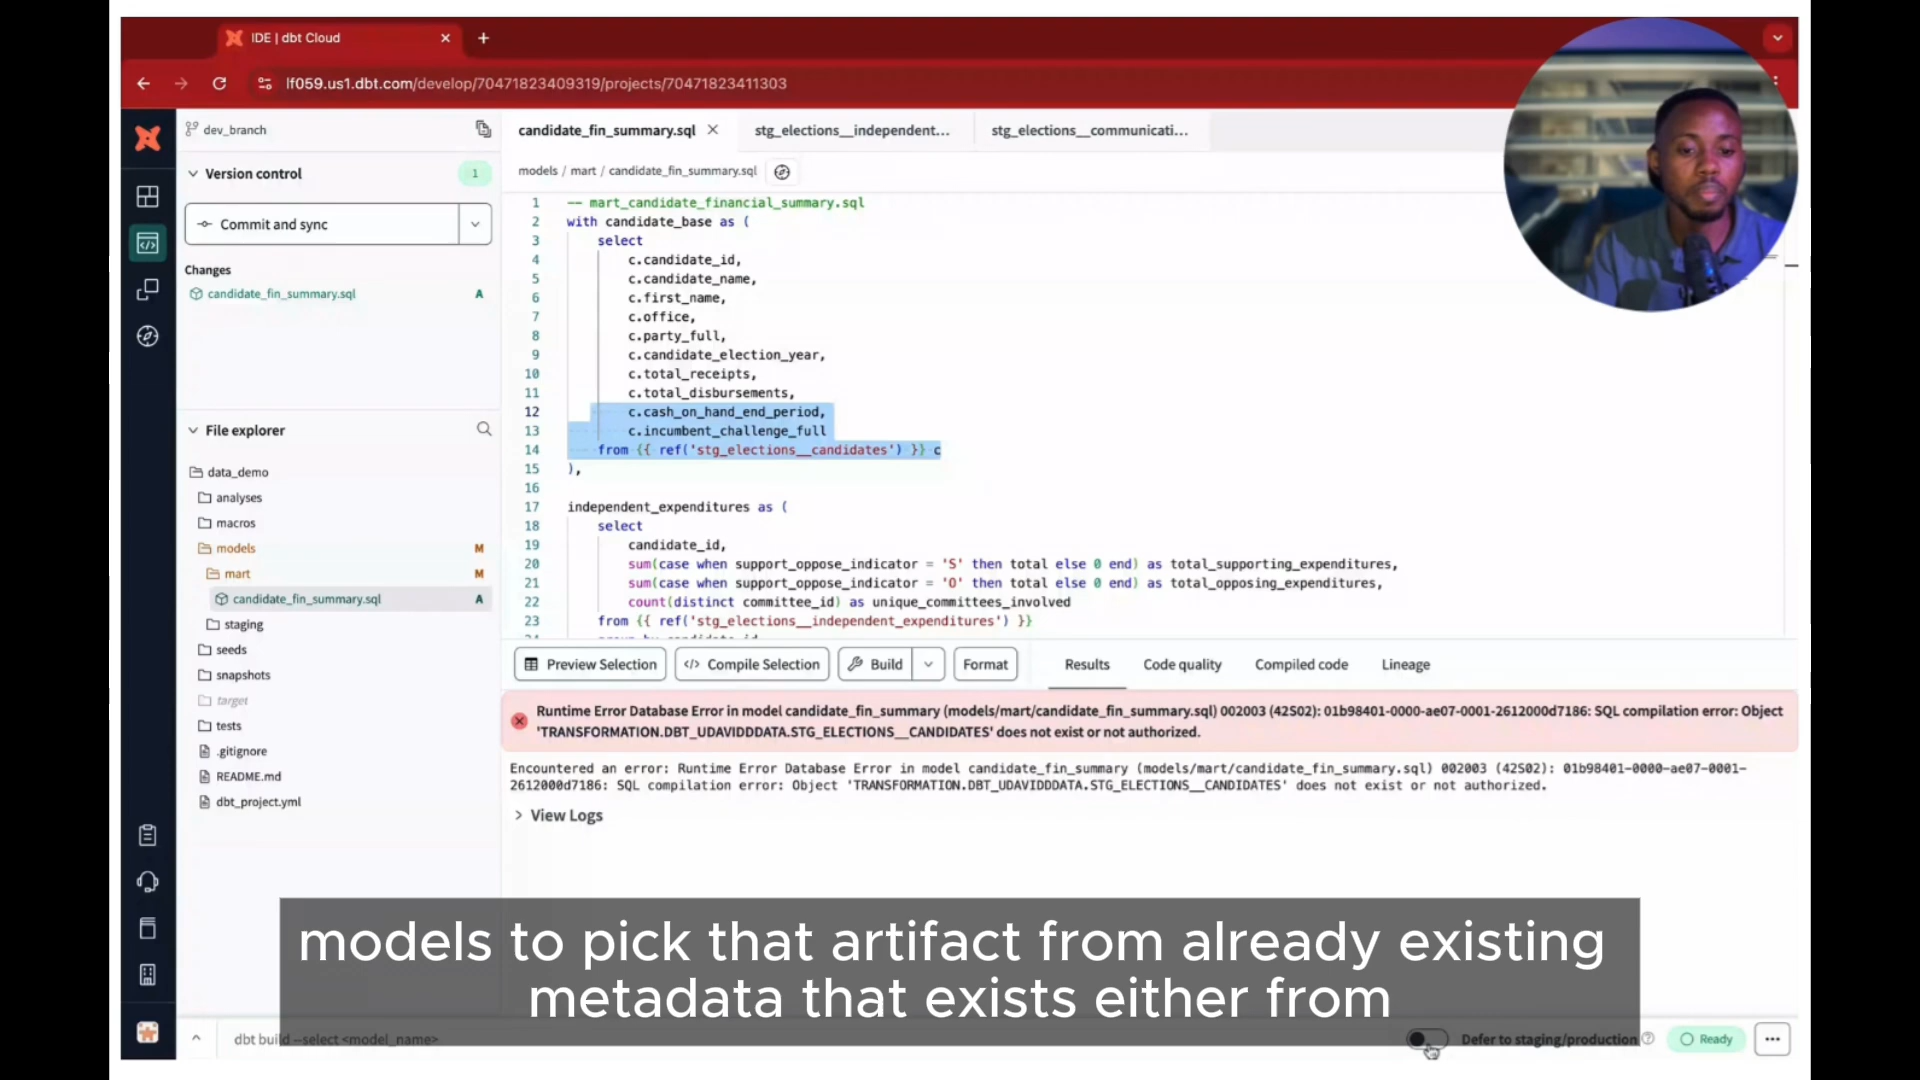 IDE | dbt Cloud
lf059.us1.dbt.com/develop/70471823409319/projects/70471823411303
dev_branch
candidate_fin_summary.sql
stg_elections__independent...
stg_elections__communicati...
Version control
1
models / mart / candidate_fin_summary.sql
Commit and sync
Changes
candidate_fin_summary.sql A
File explorer
data_demo
analyses
macros
models M
mart M
candidate_fin_summary.sql A
staging
seeds
snapshots
target
tests
.gitignore
README.md
dbt_project.yml
1 -- mart_candidate_financial_summary.sql
2 with candidate_base as (
3 select
4 c.candidate_id,
5 c.candidate_name,
6 c.first_name,
7 c.office,
8 c.party_full,
9 c.candidate_election_year,
10 c.total_receipts,
11 c.total_disbursements,
12 c.cash_on_hand_end_period,
13 c.incumbent_challenge_full
14 from {{ ref('stg_elections__candidates') }} c
15 ),
16
17 independent_expenditures as (
18 select
19 candidate_id,
20 sum(case when support_oppose_indicator = 'S' then total else 0 end) as total_supporting_expenditures,
21 sum(case when support_oppose_indicator = 'O' then total else 0 end) as total_opposing_expenditures,
22 count(distinct committee_id) as unique_committees_involved
23 from {{ ref('stg_elections__independent_expenditures') }}
Preview Selection
Compile Selection
Build
Format
Results
Code quality
Compiled code
Lineage
Runtime Error Database Error in model candidate_fin_summary (models/mart/candidate_fin_summary.sql) 002003 (42S02): 01b98401-0000-ae07-0001-2612000d7186: SQL compilation error: Object
'TRANSFORMATION.DBT_UDAVIDDDATA.STG_ELECTIONS__CANDIDATES' does not exist or not authorized.
Encountered an error: Runtime Error Database Error in model candidate_fin_summary (models/mart/candidate_fin_summary.sql) 002003 (42S02): 01b98401-0000-ae07-0001-
2612000d7186: SQL compilation error: Object 'TRANSFORMATION.DBT_UDAVIDDDATA.STG_ELECTIONS__CANDIDATES' does not exist or not authorized.
View Logs
models to pick that artifact from already existing
metadata that exists either from
dbt build --select <model_name>
Defer to staging/production
Ready